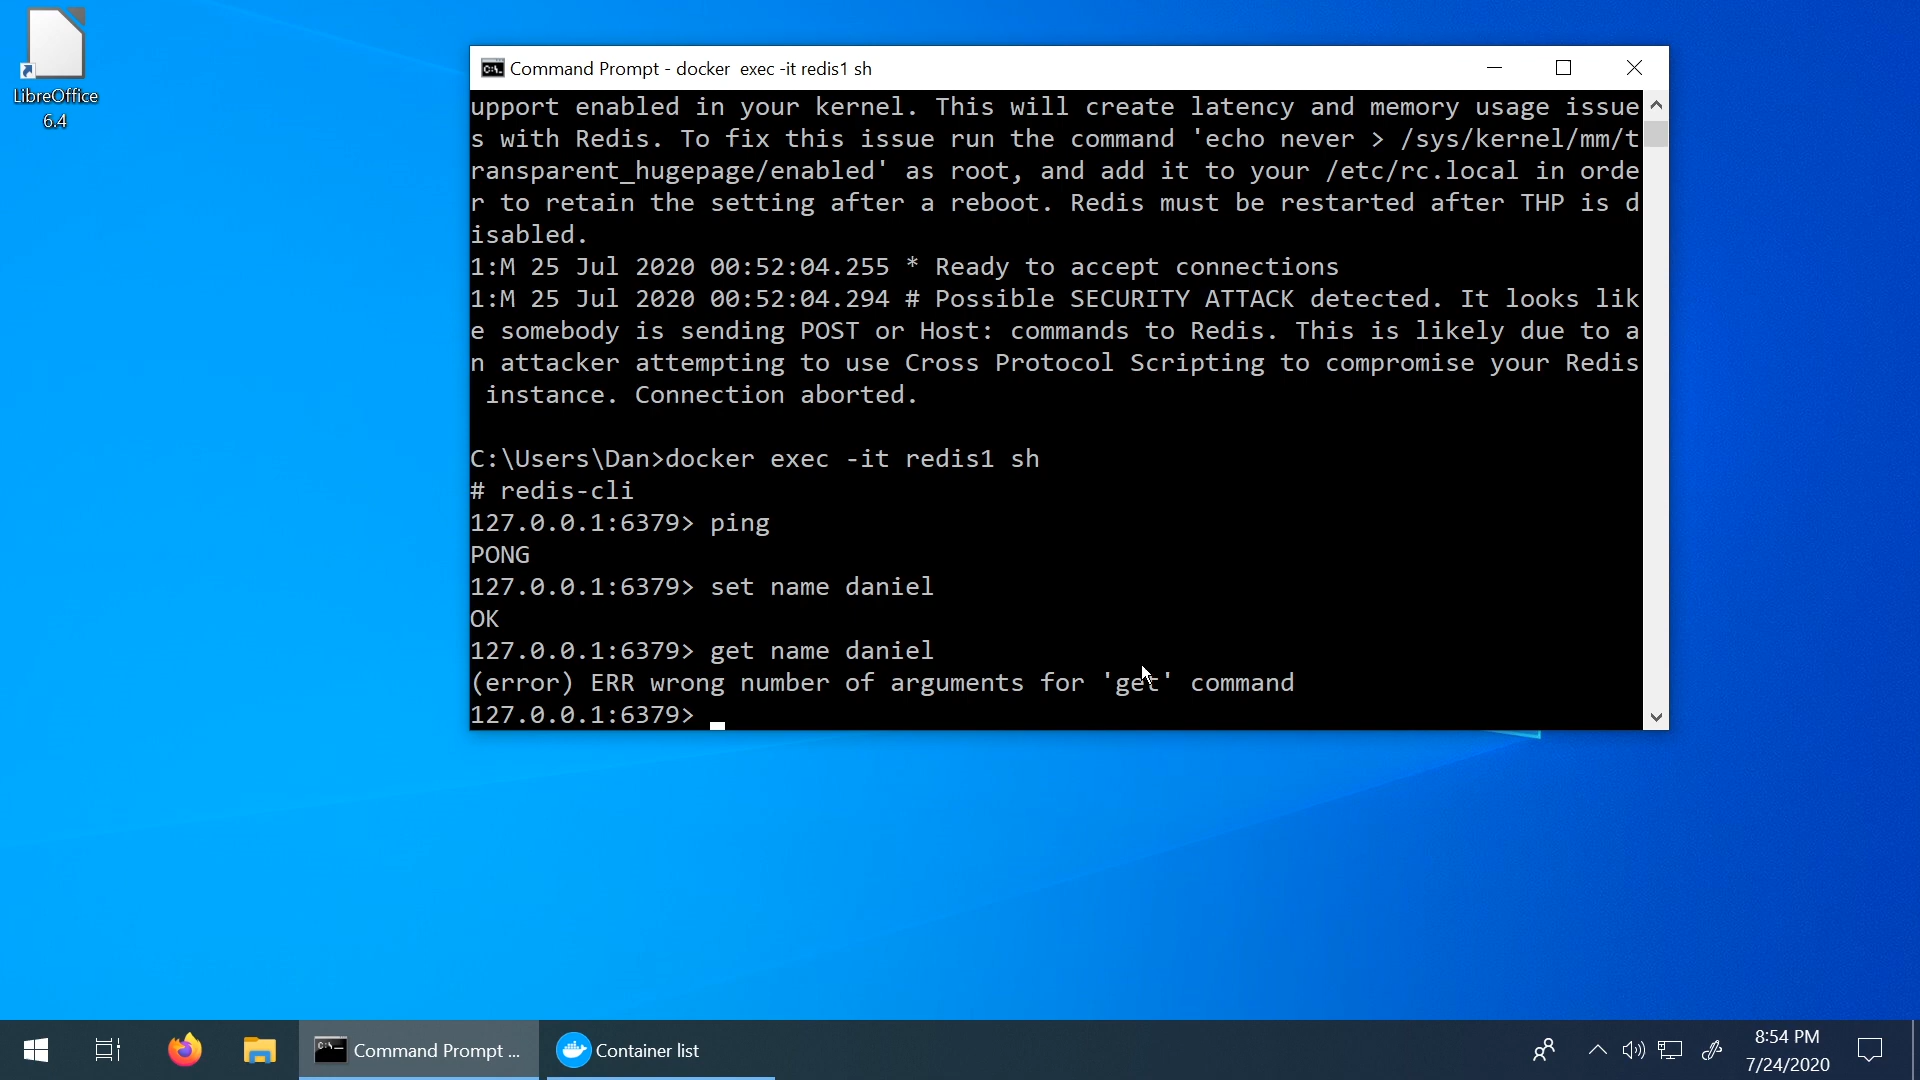 LibreOffice
6.4
Command Prompt - docker  exec -it redis1 sh
upport enabled in your kernel. This will create latency and memory usage issue
s with Redis. To fix this issue run the command 'echo never > /sys/kernel/mm/t
ransparent_hugepage/enabled' as root, and add it to your /etc/rc.local in orde
r to retain the setting after a reboot. Redis must be restarted after THP is d
isabled.
1:M 25 Jul 2020 00:52:04.255 * Ready to accept connections
1:M 25 Jul 2020 00:52:04.294 # Possible SECURITY ATTACK detected. It looks lik
e somebody is sending POST or Host: commands to Redis. This is likely due to a
n attacker attempting to use Cross Protocol Scripting to compromise your Redis
 instance. Connection aborted.
C:\Users\Dan>docker exec -it redis1 sh
# redis-cli
127.0.0.1:6379> ping
PONG
127.0.0.1:6379> set name daniel
OK
127.0.0.1:6379> get name daniel
(error) ERR wrong number of arguments for 'get' command
127.0.0.1:6379>
Command Prompt ...
Container list
8:54 PM
7/24/2020